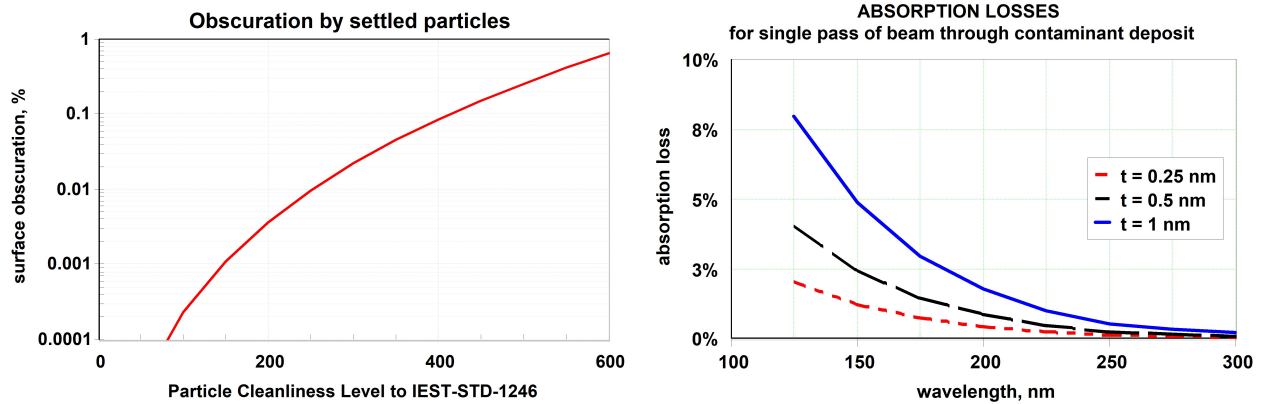 Obscuration by settled particles
surface obscuration, %
1
0.1
0.01
0.001
0.0001
0
200
400
600
Particle Cleanliness Level to IEST-STD-1246
ABSORPTION LOSSES
for single pass of beam through contaminant deposit
absorption loss
10%
8%
5%
3%
0%
t = 0.25 nm
t = 0.5 nm
t = 1 nm
100
150
200
250
300
wavelength, nm